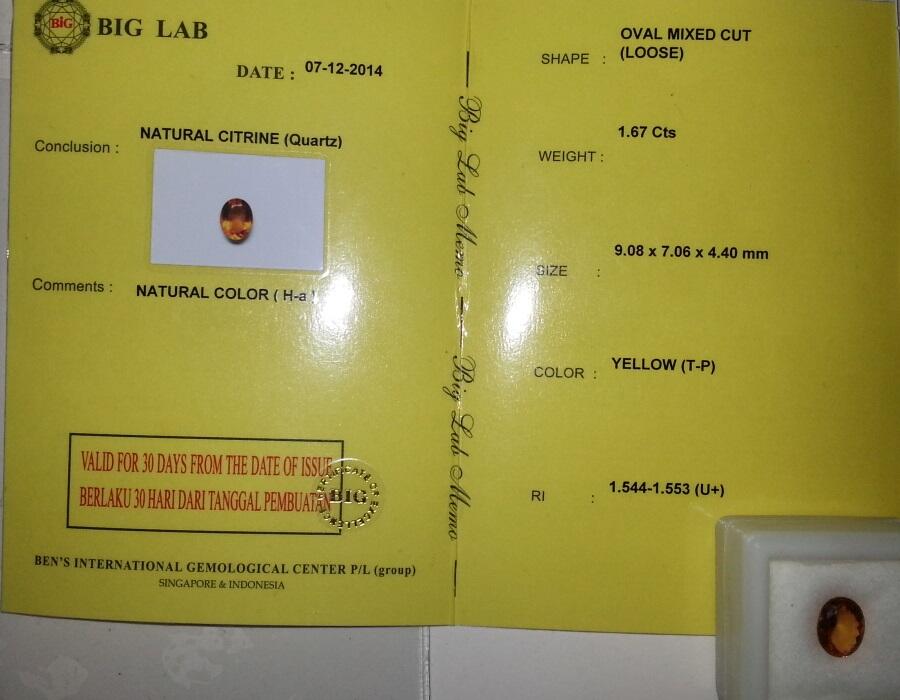 BIG
BIG LAB
DATE : 07-12-2014
Conclusion : NATURAL CITRINE (Quartz)
Comments : NATURAL COLOR ( H-a )
VALID FOR 30 DAYS FROM THE DATE OF ISSUE
BERLAKU 30 HARI DARI TANGGAL PEMBUATAN
CERTIFICATE OF EXCELLENCE
BIG
BEN'S INTERNATIONAL GEMOLOGICAL CENTER P/L (group)
SINGAPORE & INDONESIA
Big Lab Memo — Big Lab Memo
SHAPE : OVAL MIXED CUT
(LOOSE)
WEIGHT : 1.67 Cts
SIZE : 9.08 x 7.06 x 4.40 mm
COLOR : YELLOW (T-P)
RI : 1.544-1.553 (U+)